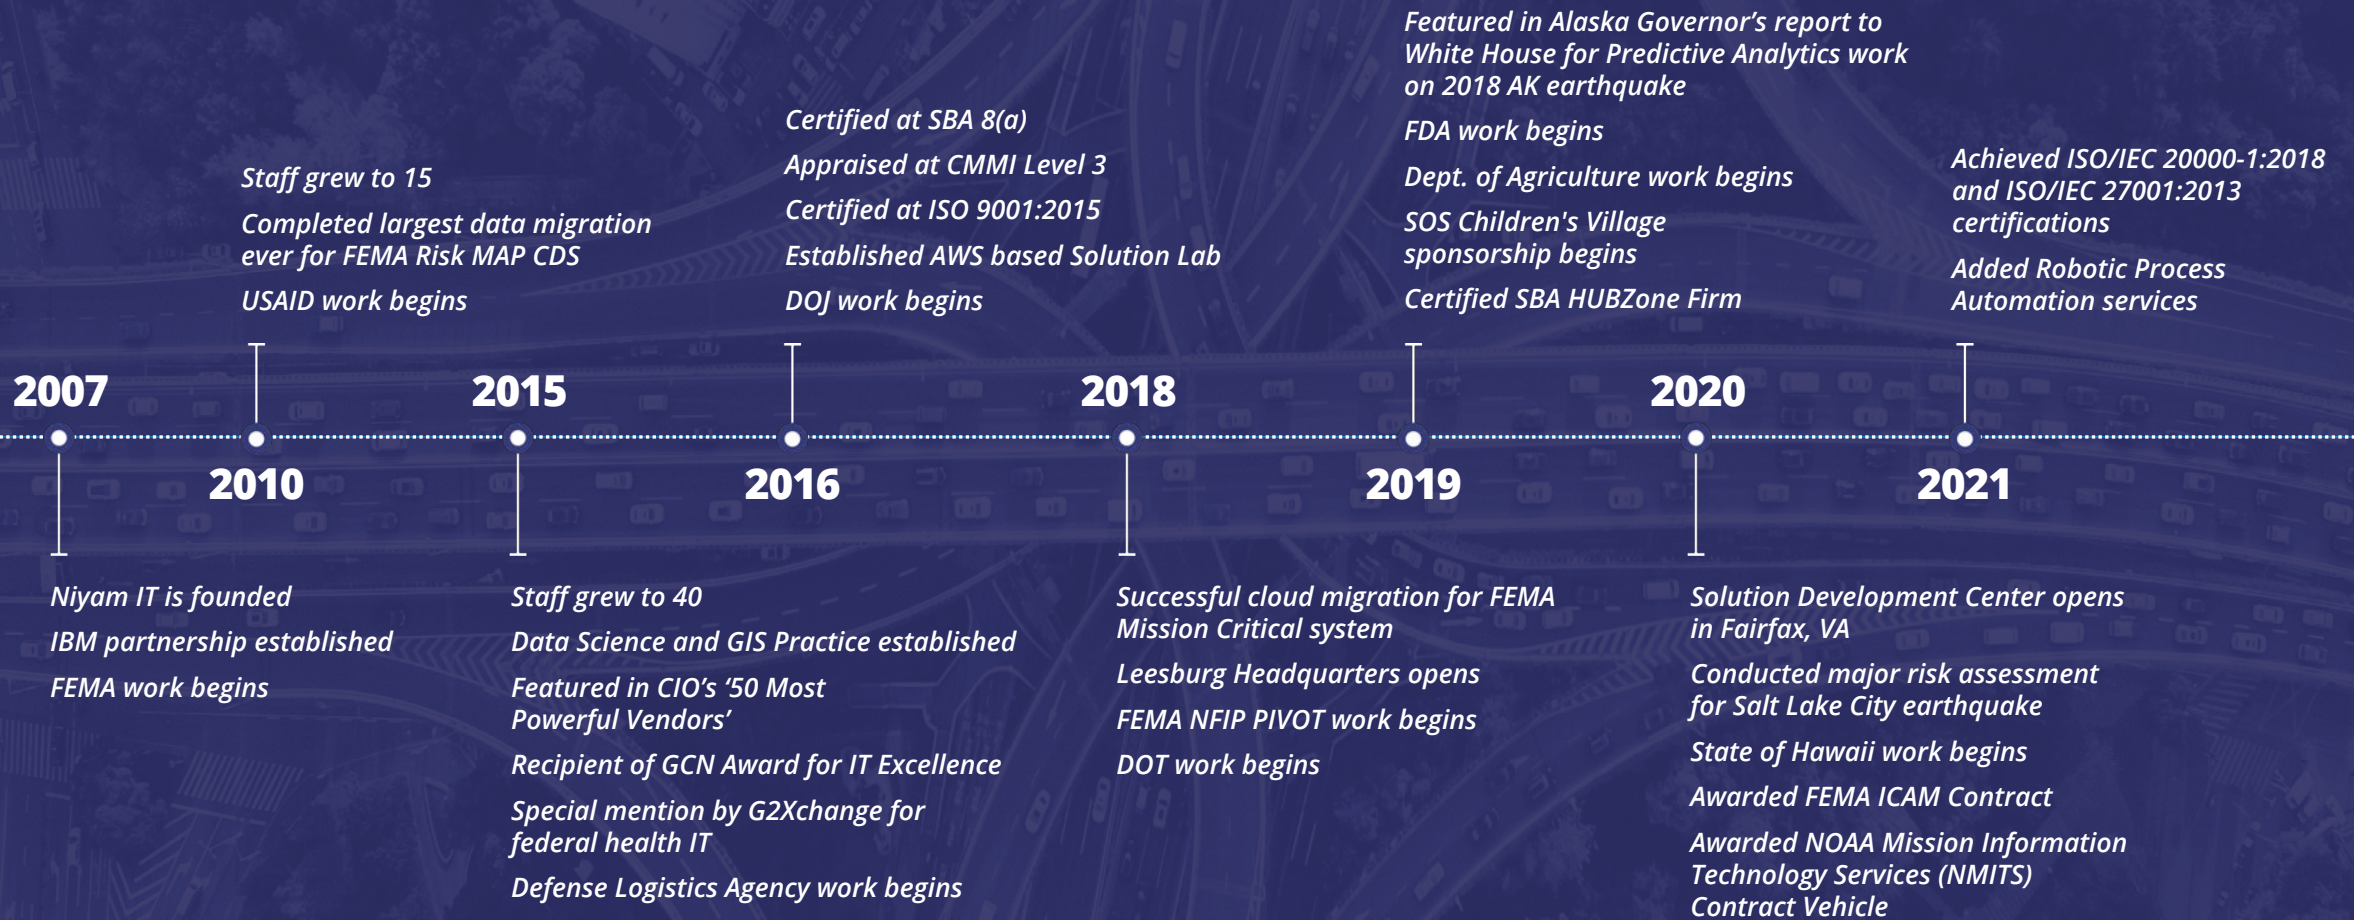 2007
Niyam IT is founded
IBM partnership established
FEMA work begins
2010
Staff grew to 15
Completed largest data migration
ever for FEMA Risk MAP CDS
USAID work begins
2015
Staff grew to 40
Data Science and GIS Practice established
Featured in CIO’s ‘50 Most
Powerful Vendors’
Recipient of GCN Award for IT Excellence
Special mention by G2Xchange for
federal health IT
Defense Logistics Agency work begins
2016
Certified at SBA 8(a)
Appraised at CMMI Level 3
Certified at ISO 9001:2015
Established AWS based Solution Lab
DOJ work begins
2018
Successful cloud migration for FEMA
Mission Critical system
Leesburg Headquarters opens
FEMA NFIP PIVOT work begins
DOT work begins
2019
Featured in Alaska Governor’s report to
White House for Predictive Analytics work
on 2018 AK earthquake
FDA work begins
Dept. of Agriculture work begins
SOS Children's Village
sponsorship begins
Certified SBA HUBZone Firm
2020
Solution Development Center opens
in Fairfax, VA
Conducted major risk assessment
for Salt Lake City earthquake
State of Hawaii work begins
Awarded FEMA ICAM Contract
Awarded NOAA Mission Information
Technology Services (NMITS)
Contract Vehicle
2021
Achieved ISO/IEC 20000-1:2018
and ISO/IEC 27001:2013
certifications
Added Robotic Process
Automation services